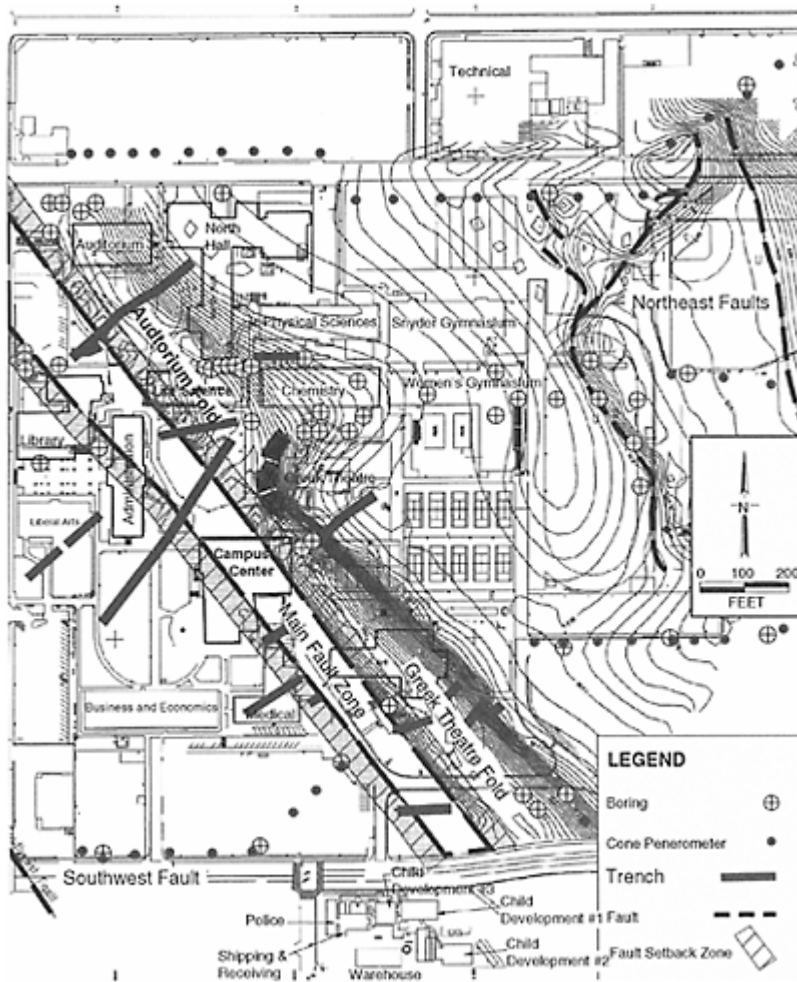 Technical
Auditorium
North
Hall
Physical Sciences
Snyder Gymnasium
Northeast Faults
Auditorium Fold
Life Science
Chemistry
Women's Gymnasium
Library
Administration
Greek Theatre
Liberal Arts
Campus
Center
N
0 100 200
FEET
Main Fault Zone
Greek Theatre Fold
Business and Economics
Medical
LEGEND
Boring
Cone Penerometer
Trench
Fault
Fault Setback Zone
Southwest Fault
Child
Development #3
Child
Development #1
Police
Child
Development #2
Shipping &
Receiving
Warehouse